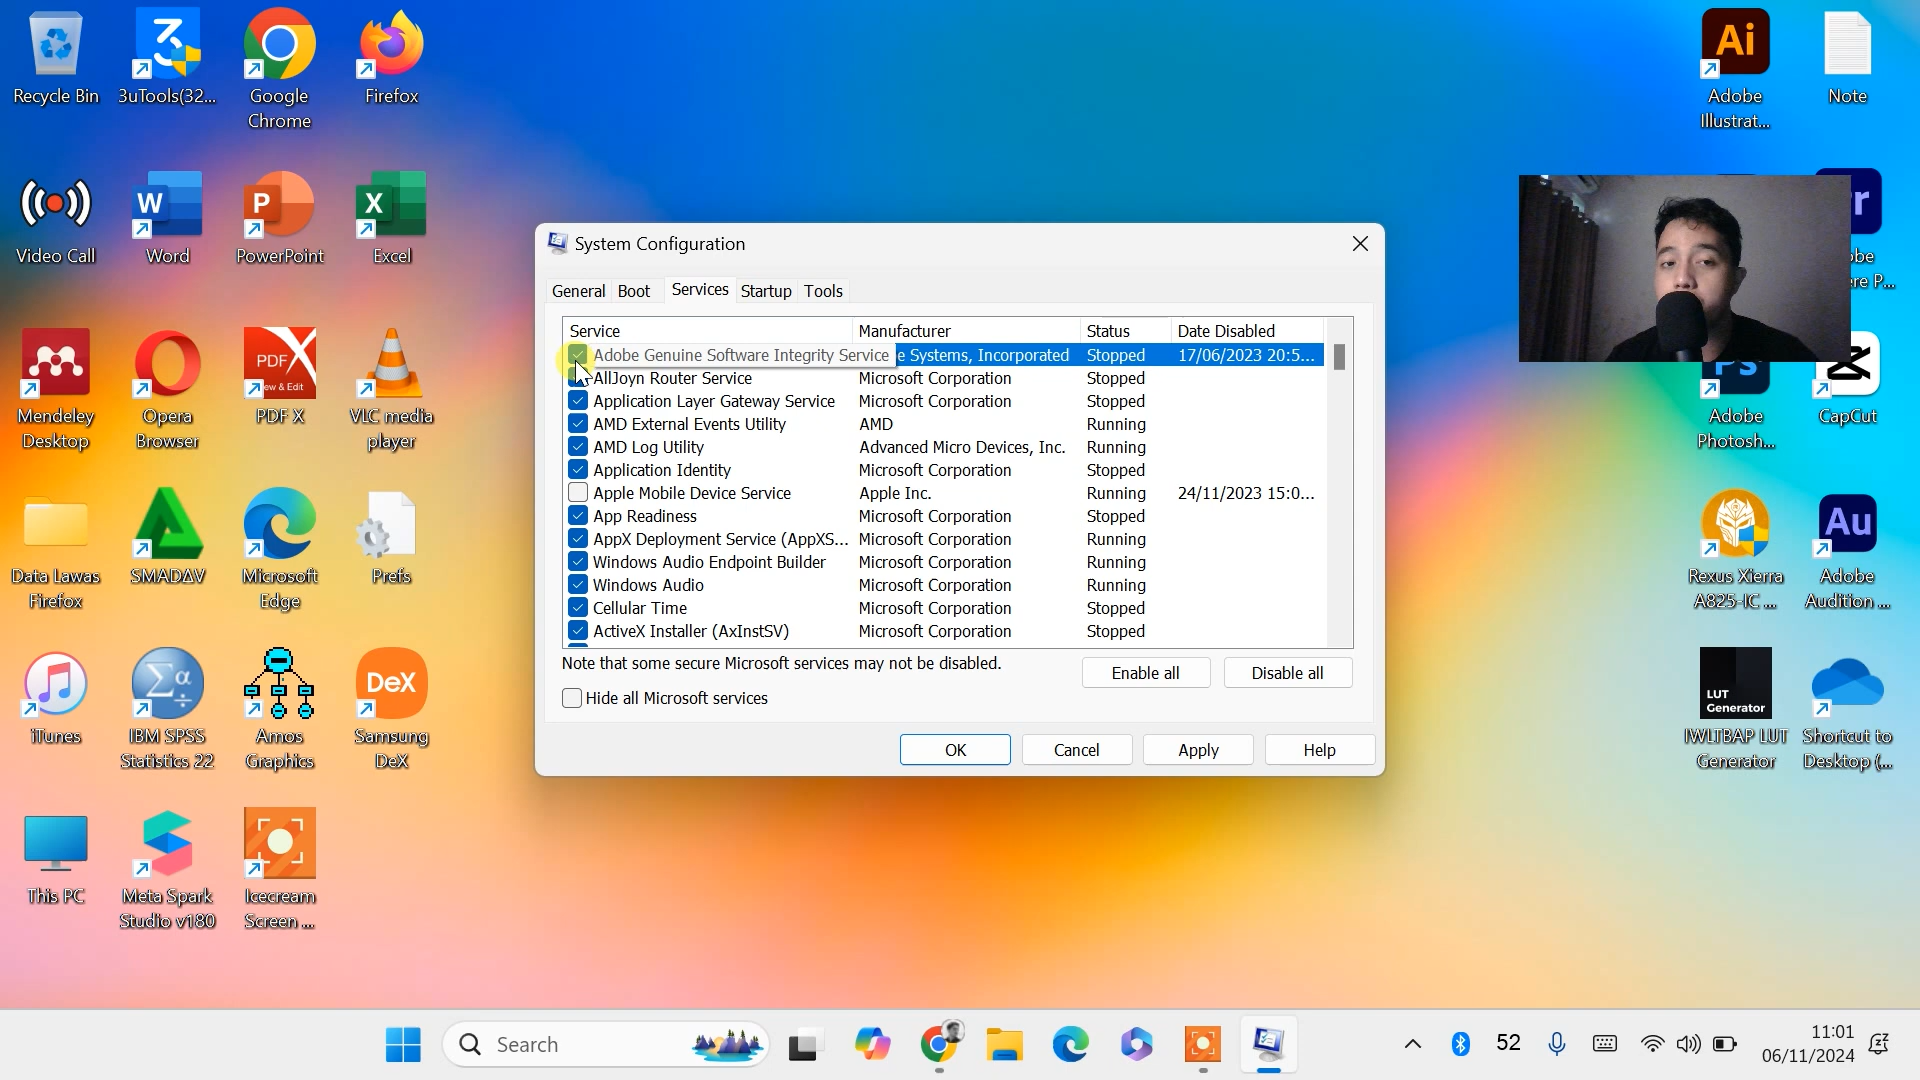 Recycle Bin
3uTools(32...
Google
Chrome
Firefox
Video Call
Word
PowerPoint
Excel
Mendeley
Desktop
Opera
Browser
PDF X
VLC media
player
Data Lawas
Firefox
SMADΔV
Microsoft
Edge
Prefs
iTunes
IBM SPSS
Statistics 22
Amos
Graphics
Samsung
DeX
This PC
Meta Spark
Studio v180
Icecream
Screen ...
System Configuration
General
Boot
Services
Startup
Tools
Service Manufacturer Status Date Disabled
Adobe Genuine Software Integrity Service e Systems, Incorporated Stopped 17/06/2023 20:5...
AllJoyn Router Service Microsoft Corporation Stopped
Application Layer Gateway Service Microsoft Corporation Stopped
AMD External Events Utility AMD Running
AMD Log Utility Advanced Micro Devices, Inc. Running
Application Identity Microsoft Corporation Stopped
Apple Mobile Device Service Apple Inc. Running 24/11/2023 15:0...
App Readiness Microsoft Corporation Stopped
AppX Deployment Service (AppXS... Microsoft Corporation Running
Windows Audio Endpoint Builder Microsoft Corporation Running
Windows Audio Microsoft Corporation Running
Cellular Time Microsoft Corporation Stopped
ActiveX Installer (AxInstSV) Microsoft Corporation Stopped
Note that some secure Microsoft services may not be disabled.
Enable all
Disable all
Hide all Microsoft services
OK
Cancel
Apply
Help
Ai
Adobe
Illustrat...
Note
r
be
ere P...
Ps
Adobe
Photosh...
CapCut
Rexus Xierra
A825-IC ...
Au
Adobe
Audition ...
LUT
Generator
IWLTBAP LUT
Generator
Shortcut to
Desktop (...
W
P
X
PDF
ew & Edit
Σα
DeX
Search
52
11:01
06/11/2024